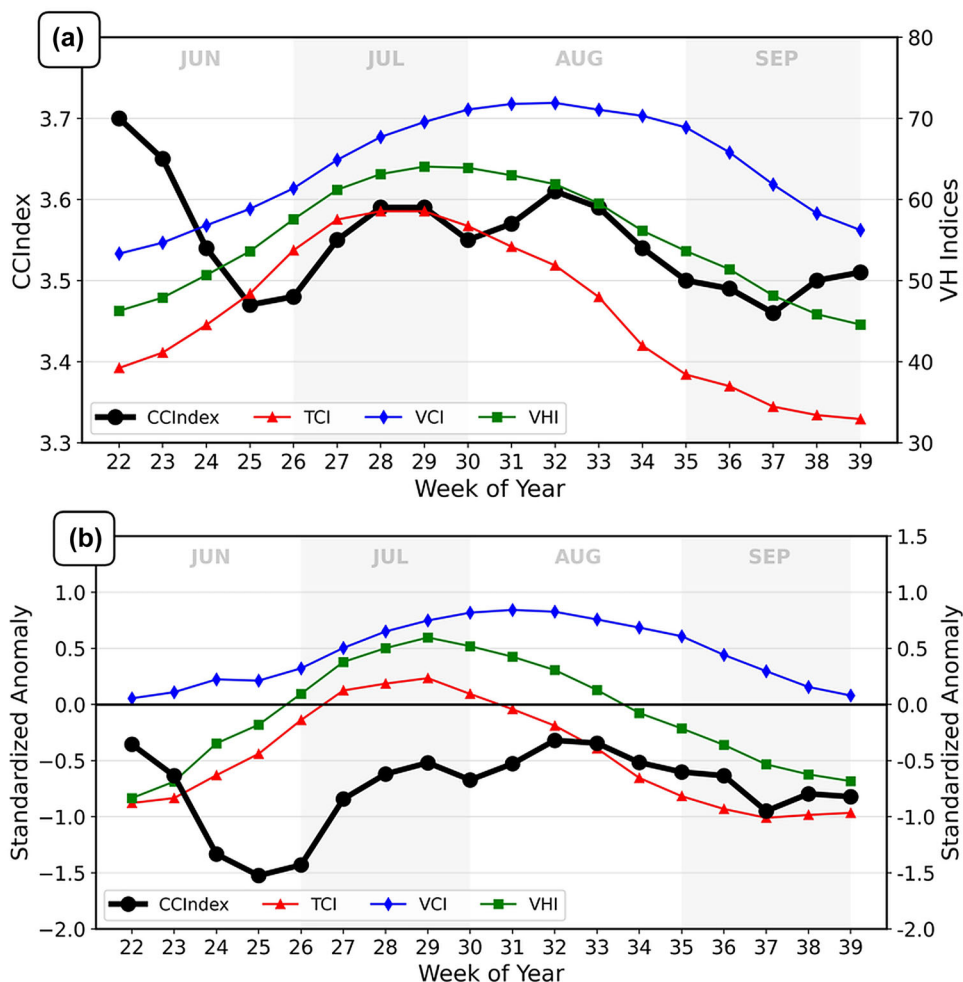 (a)
JUN JUL AUG SEP
80
3.7 70
3.6 60
3.5 50
3.4 40
3.3 30
CCIndex
VH Indices
CCIndex TCI VCI VHI
22 23 24 25 26 27 28 29 30 31 32 33 34 35 36 37 38 39
Week of Year
(b)
JUN JUL AUG SEP
1.5
1.0 1.0
0.5 0.5
0.0 0.0
−0.5 -0.5
−1.0 -1.0
−1.5 -1.5
−2.0 -2.0
Standardized Anomaly
Standardized Anomaly
CCIndex TCI VCI VHI
22 23 24 25 26 27 28 29 30 31 32 33 34 35 36 37 38 39
Week of Year